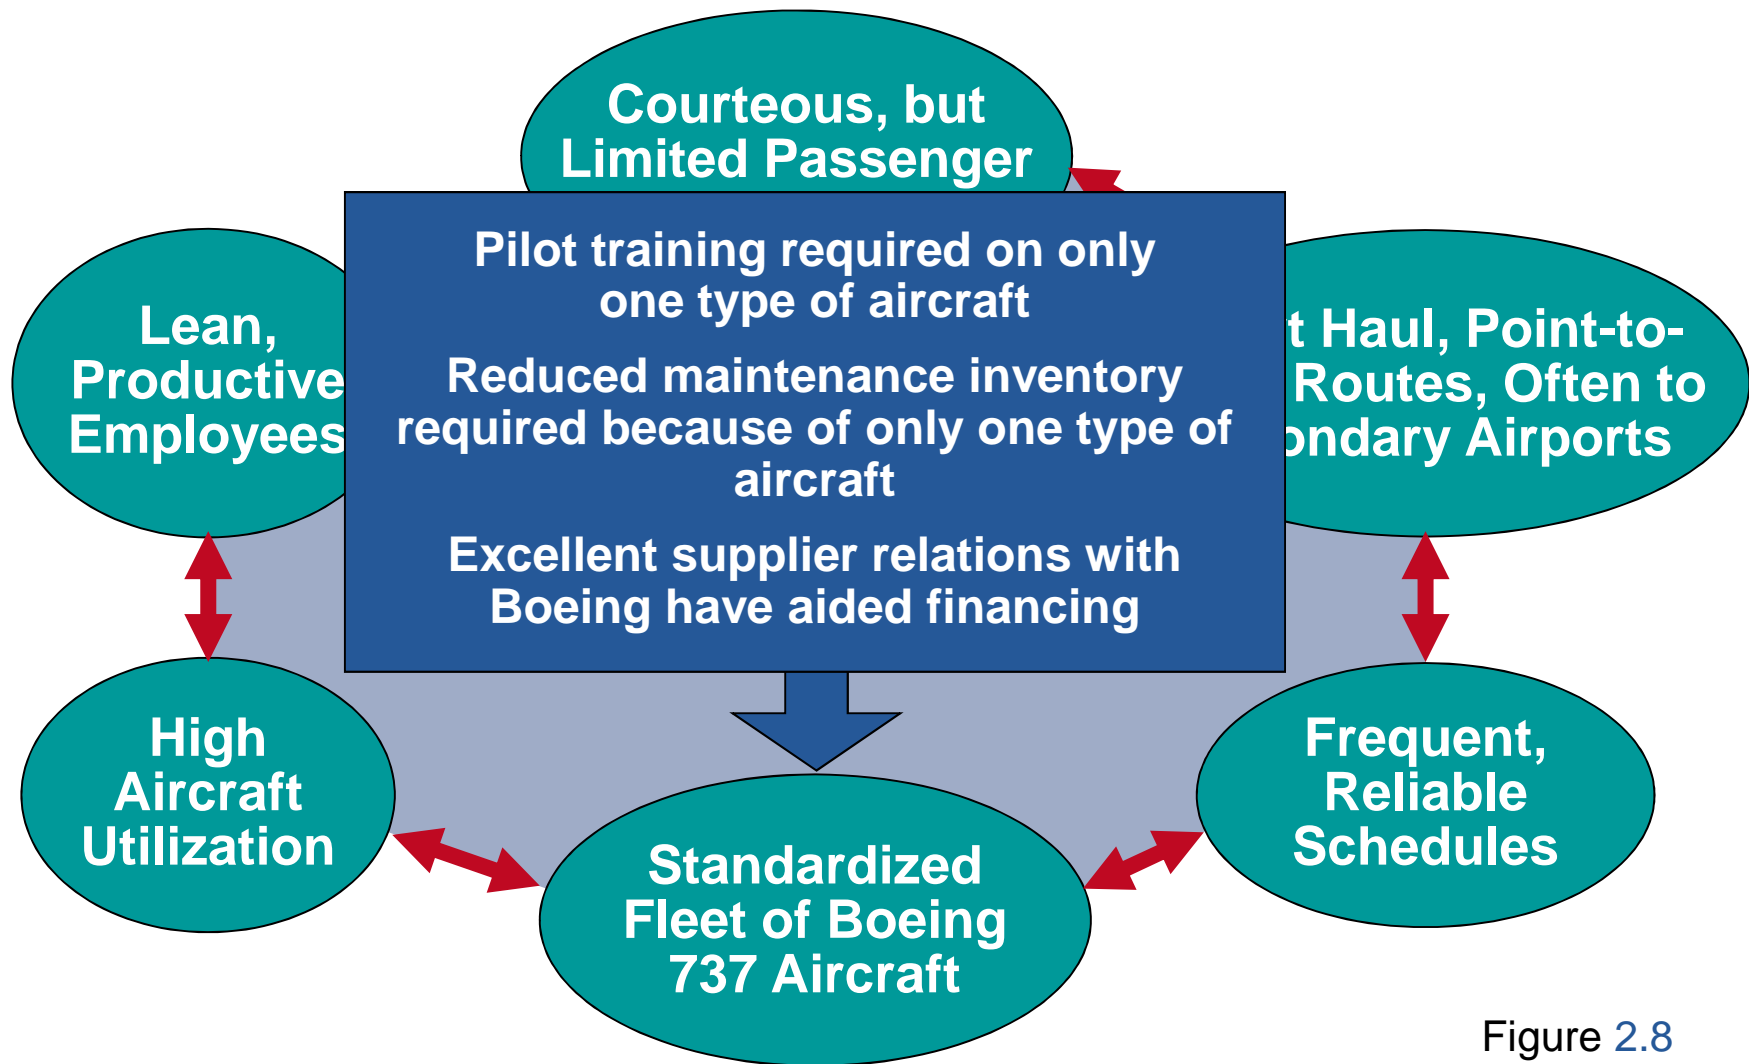 Courteous, but
Limited Passenger
Pilot training required on only
one type of aircraft
Reduced maintenance inventory
required because of only one type of
aircraft
Excellent supplier relations with
Boeing have aided financing
Lean,
Productive
Employees
t Haul, Point-to-
Routes, Often to
ondary Airports
High
Aircraft
Utilization
Standardized
Fleet of Boeing
737 Aircraft
Frequent,
Reliable
Schedules
Figure 2.8